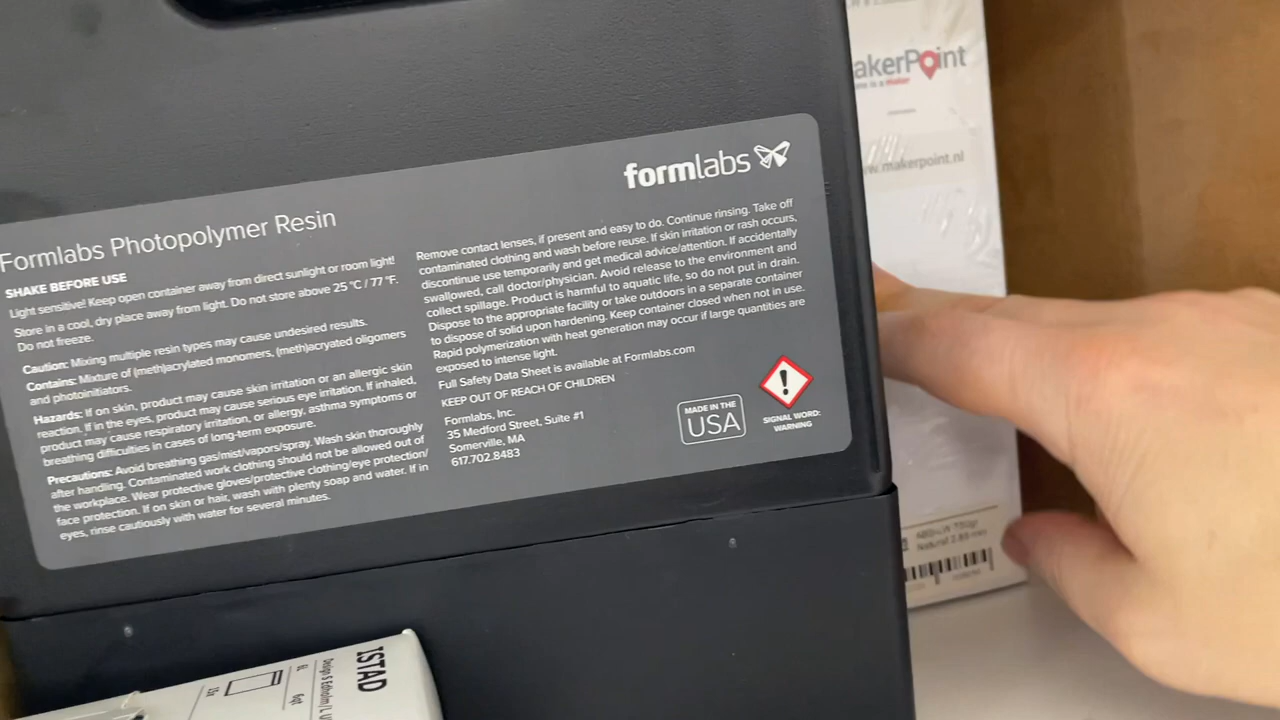 akerPoint
maker
w.makerpoint.nl
formlabs
Formlabs Photopolymer Resin
SHAKE BEFORE USE
Light sensitive! Keep open container away from direct sunlight or room light!
Store in a cool, dry place away from light. Do not store above 25 °C / 77 °F.
Do not freeze.
Caution: Mixing multiple resin types may cause undesired results.
Contains: Mixture of (meth)acrylated monomers, (meth)acryated oligomers
and photoinitiators.
Hazards: If on skin, product may cause skin irritation or an allergic skin
reaction. If in the eyes, product may cause serious eye irritation. If inhaled,
product may cause respiratory irritation, or allergy, asthma symptoms or
breathing difficulties in cases of long-term exposure.
Precautions: Avoid breathing gas/mist/vapors/spray. Wash skin thoroughly
after handling. Contaminated work clothing should not be allowed out of
the workplace. Wear protective gloves/protective clothing/eye protection/
face protection. If on skin or hair, wash with plenty soap and water. If in
eyes, rinse cautiously with water for several minutes.
Remove contact lenses, if present and easy to do. Continue rinsing. Take off
contaminated clothing and wash before reuse. If skin irritation or rash occurs,
discontinue use temporarily and get medical advice/attention. If accidentally
swallowed, call doctor/physician. Avoid release to the environment and
collect spillage. Product is harmful to aquatic life, so do not put in drain.
Dispose to the appropriate facility or take outdoors in a separate container
to dispose of solid upon hardening. Keep container closed when not in use.
Rapid polymerization with heat generation may occur if large quantities are
exposed to intense light.
Full Safety Data Sheet is available at Formlabs.com
KEEP OUT OF REACH OF CHILDREN
Formlabs, Inc.
35 Medford Street, Suite #1
Somerville, MA
617.702.8483
MADE IN THE
USA
!
SIGNAL WORD:
WARNING
ISTAD
Design S Edholm/L
6qt
6L